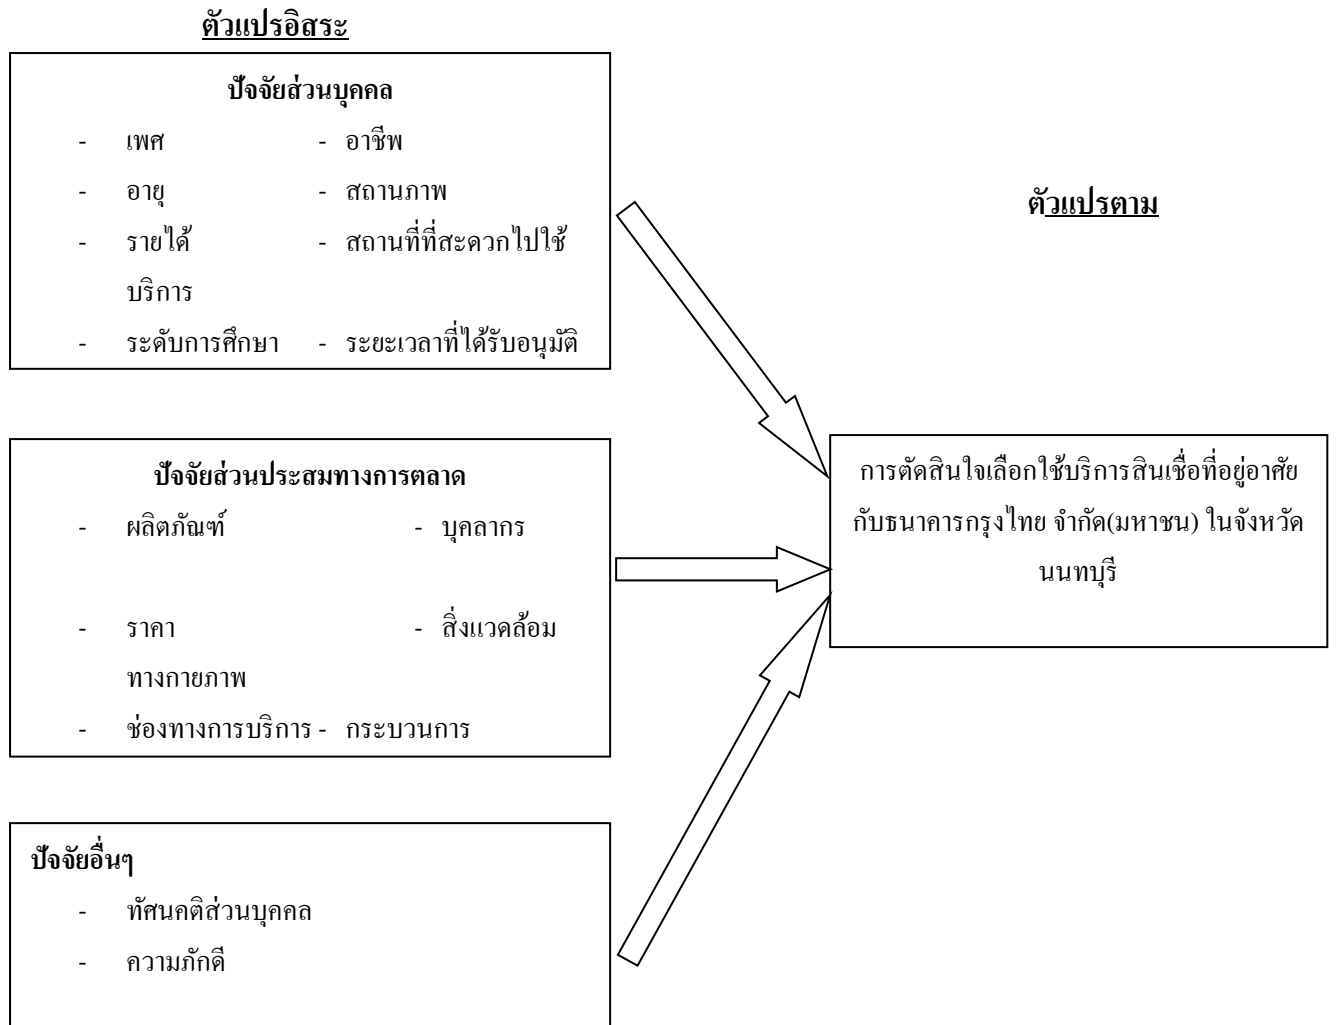 ตัวแปรอิสระ
ปัจจัยส่วนบุคคล
- เพศ - อาชีพ
- อายุ - สถานภาพ
- รายได้ - สถานที่ที่สะดวกไปใช้
บริการ
- ระดับการศึกษา - ระยะเวลาที่ได้รับอนุมัติ
ปัจจัยส่วนประสมทางการตลาด
- ผลิตภัณฑ์ - บุคลากร
- ราคา - สิ่งแวดล้อม
ทางกายภาพ
- ช่องทางการบริการ - กระบวนการ
ปัจจัยอื่นๆ
- ทัศนคติส่วนบุคคล
- ความภักดี
ตัวแปรตาม
การตัดสินใจเลือกใช้บริการสินเชื่อที่อยู่อาศัย
กับธนาคารกรุงไทย จำกัด(มหาชน) ในจังหวัด
นนทบุรี